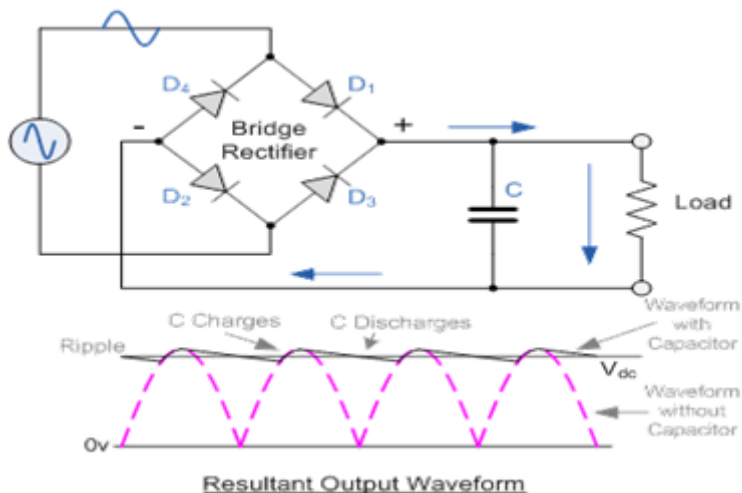 D4
D1
-
Bridge
Rectifier
+
D2
D3
C
Load
C Charges
C Discharges
Waveform
with
Capacitor
Ripple
Vdc
Waveform
without
Capacitor
0v
Resultant Output Waveform